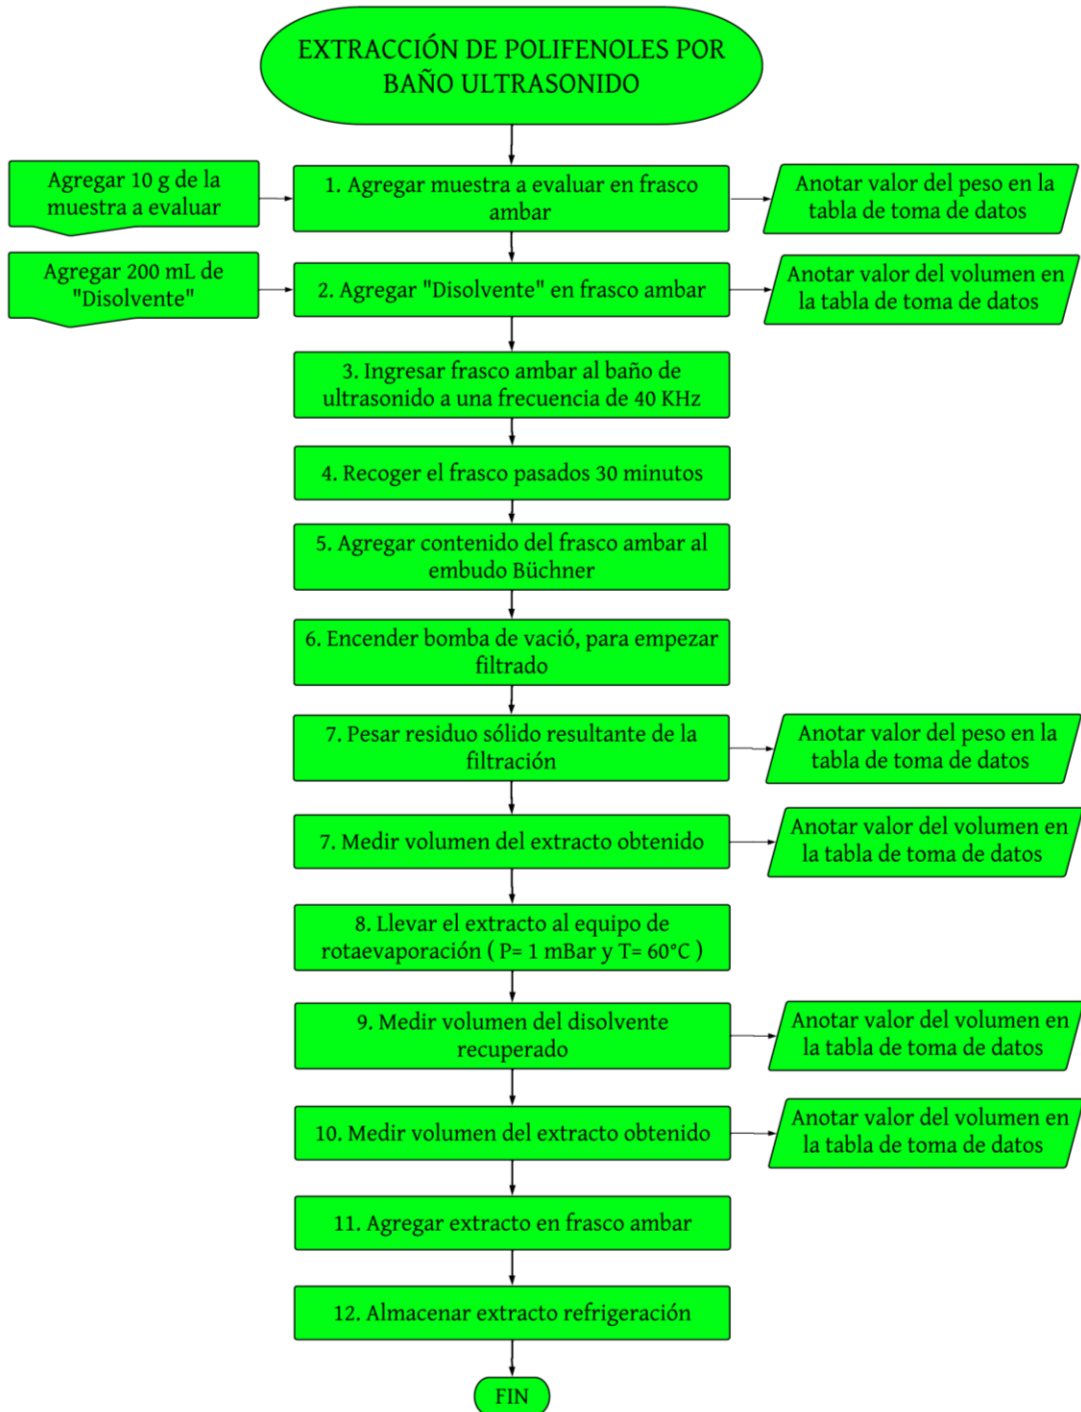 EXTRACCIÓN DE POLIFENOLES POR
BAÑO ULTRASONIDO
Agregar 10 g de la
muestra a evaluar
1. Agregar muestra a evaluar en frasco
ambar
Anotar valor del peso en la
tabla de toma de datos
Agregar 200 mL de
"Disolvente"
2. Agregar "Disolvente" en frasco ambar
Anotar valor del volumen en
la tabla de toma de datos
3. Ingresar frasco ambar al baño de
ultrasonido a una frecuencia de 40 KHz
4. Recoger el frasco pasados 30 minutos
5. Agregar contenido del frasco ambar al
embudo Büchner
6. Encender bomba de vació, para empezar
filtrado
7. Pesar residuo sólido resultante de la
filtración
Anotar valor del peso en la
tabla de toma de datos
7. Medir volumen del extracto obtenido
Anotar valor del volumen en
la tabla de toma de datos
8. Llevar el extracto al equipo de
rotaevaporación ( P= 1 mBar y T= 60°C )
9. Medir volumen del disolvente
recuperado
Anotar valor del volumen en
la tabla de toma de datos
10. Medir volumen del extracto obtenido
Anotar valor del volumen en
la tabla de toma de datos
11. Agregar extracto en frasco ambar
12. Almacenar extracto refrigeración
FIN